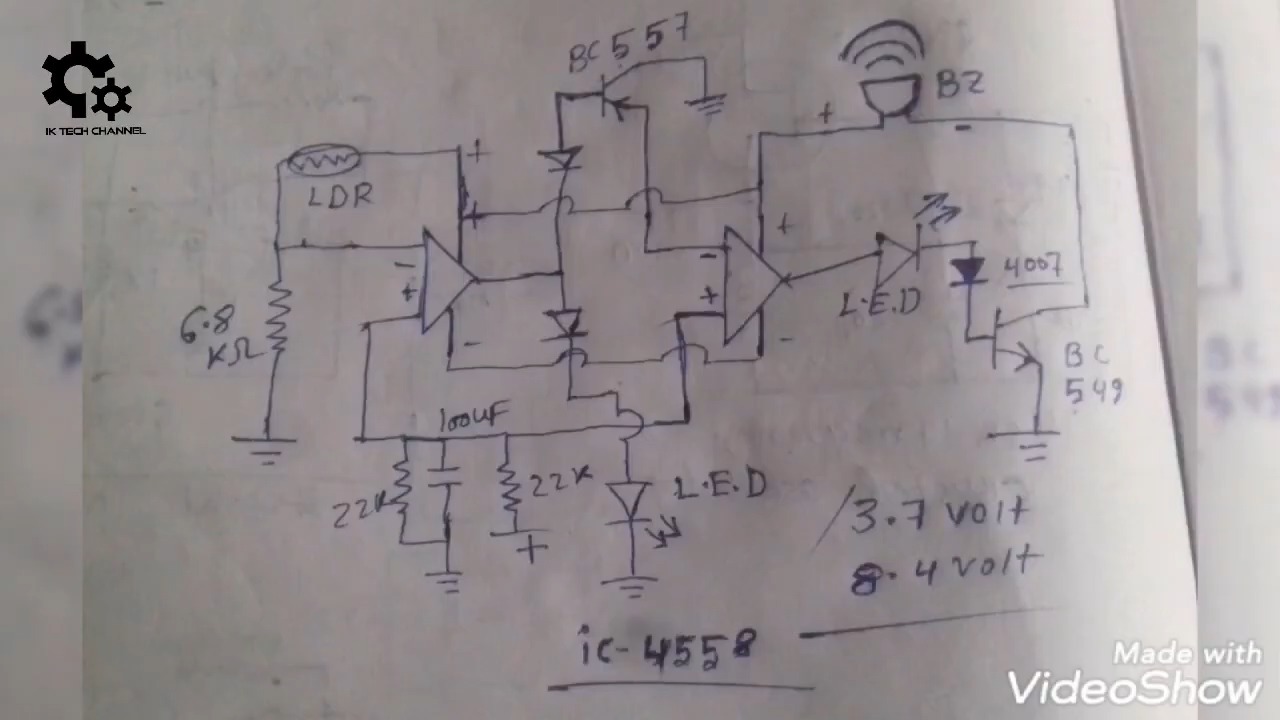 IK TECH CHANNEL
BC 557
+
BZ
-
+
LDR
+
+
-
+
-
+
-
-
6.8
KΩ
4007
L.E.D
BC
549
100UF
22K
22K
+
L.E.D
3.7 volt
8.4 volt
ic-4558
Made with
VideoShow